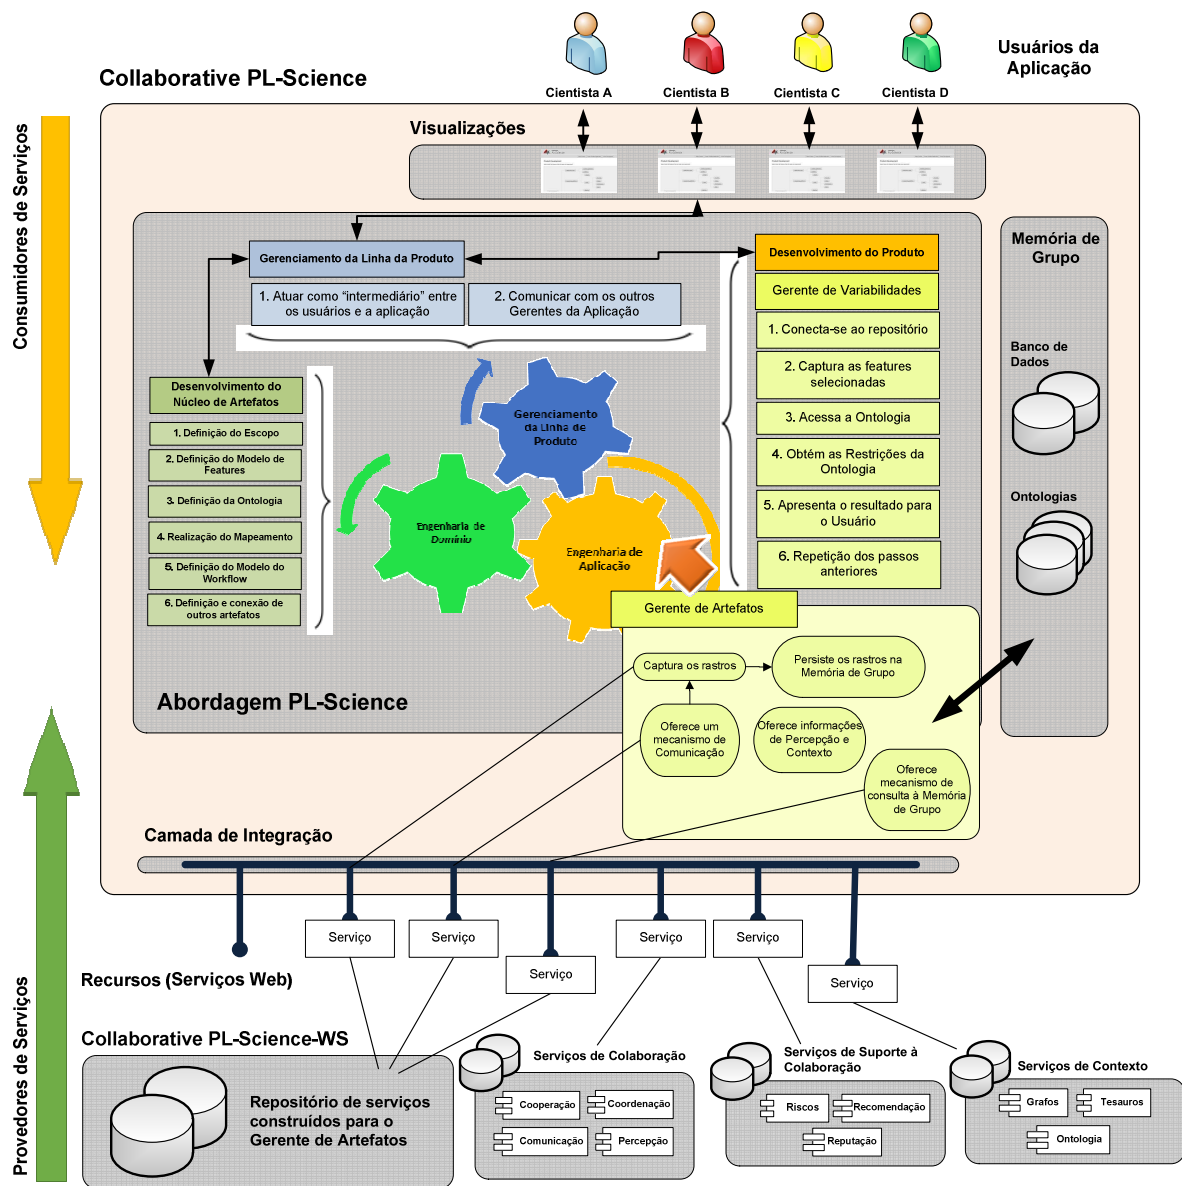 Collaborative PL-Science
Usuários da
Aplicação
Cientista A
Cientista B
Cientista C
Cientista D
Consumidores de Serviços
Visualizações
Gerenciamento da Linha da Produto
1. Atuar como “intermediário” entre
os usuários e a aplicação
2. Comunicar com os outros
Gerentes da Aplicação
Desenvolvimento do Produto
Gerente de Variabilidades
1. Conecta-se ao repositório
2. Captura as features
selecionadas
3. Acessa a Ontologia
4. Obtém as Restrições da
Ontologia
5. Apresenta o resultado para
o Usuário
6. Repetição dos passos
anteriores
Memória de
Grupo
Banco de
Dados
Ontologias
Desenvolvimento do
Núcleo de Artefatos
1. Definição do Escopo
2. Definição do Modelo de
Features
3. Definição da Ontologia
4. Realização do Mapeamento
5. Definição do Modelo do
Workflow
6. Definição e conexão de
outros artefatos
Gerenciamento
da Linha de
Produto
Engenharia de
Domínio
Engenharia de
Aplicação
Gerente de Artefatos
Captura os rastros
Persiste os rastros na
Memória de Grupo
Oferece um
mecanismo de
Comunicação
Oferece informações
de Percepção e
Contexto
Oferece
mecanismo de
consulta à Memória
de Grupo
Abordagem PL-Science
Camada de Integração
Provedores de Serviços
Serviço
Serviço
Serviço
Serviço
Serviço
Serviço
Recursos (Serviços Web)
Collaborative PL-Science-WS
Repositório de serviços
construídos para o
Gerente de Artefatos
Serviços de Colaboração
Cooperação
Coordenação
Comunicação
Percepção
Serviços de Suporte à
Colaboração
Riscos
Recomendação
Reputação
Serviços de Contexto
Grafos
Tesauros
Ontologia